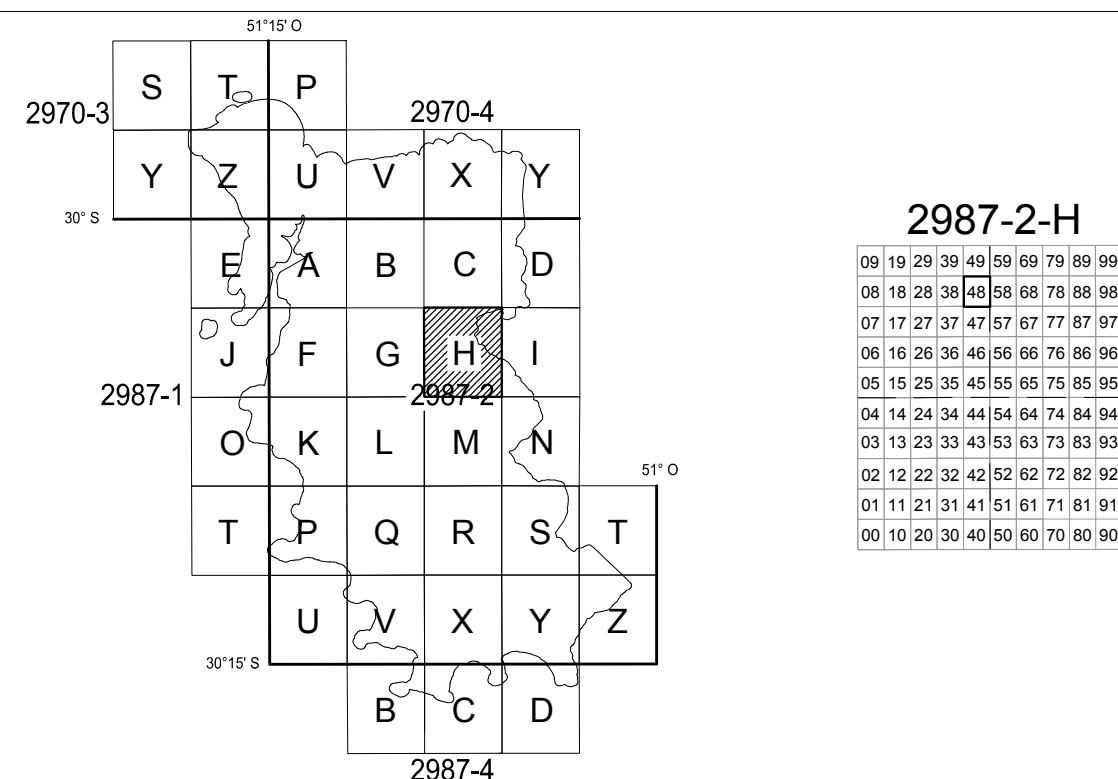 51°15' O
S T P
2970-3 2970-4
Y Z U V X Y
30° S
E A B C D
J F G H I
2987-1 2987-2
O K L M N
51° O
T P Q R S T
U V X Y Z
30°15' S
B C D
2987-4
2987-2-H
09 19 29 39 49 59 69 79 89 99
08 18 28 38 48 58 68 78 88 98
07 17 27 37 47 57 67 77 87 97
06 16 26 36 46 56 66 76 86 96
05 15 25 35 45 55 65 75 85 95
04 14 24 34 44 54 64 74 84 94
03 13 23 33 43 53 63 73 83 93
02 12 22 32 42 52 62 72 82 92
01 11 21 31 41 51 61 71 81 91
00 10 20 30 40 50 60 70 80 90